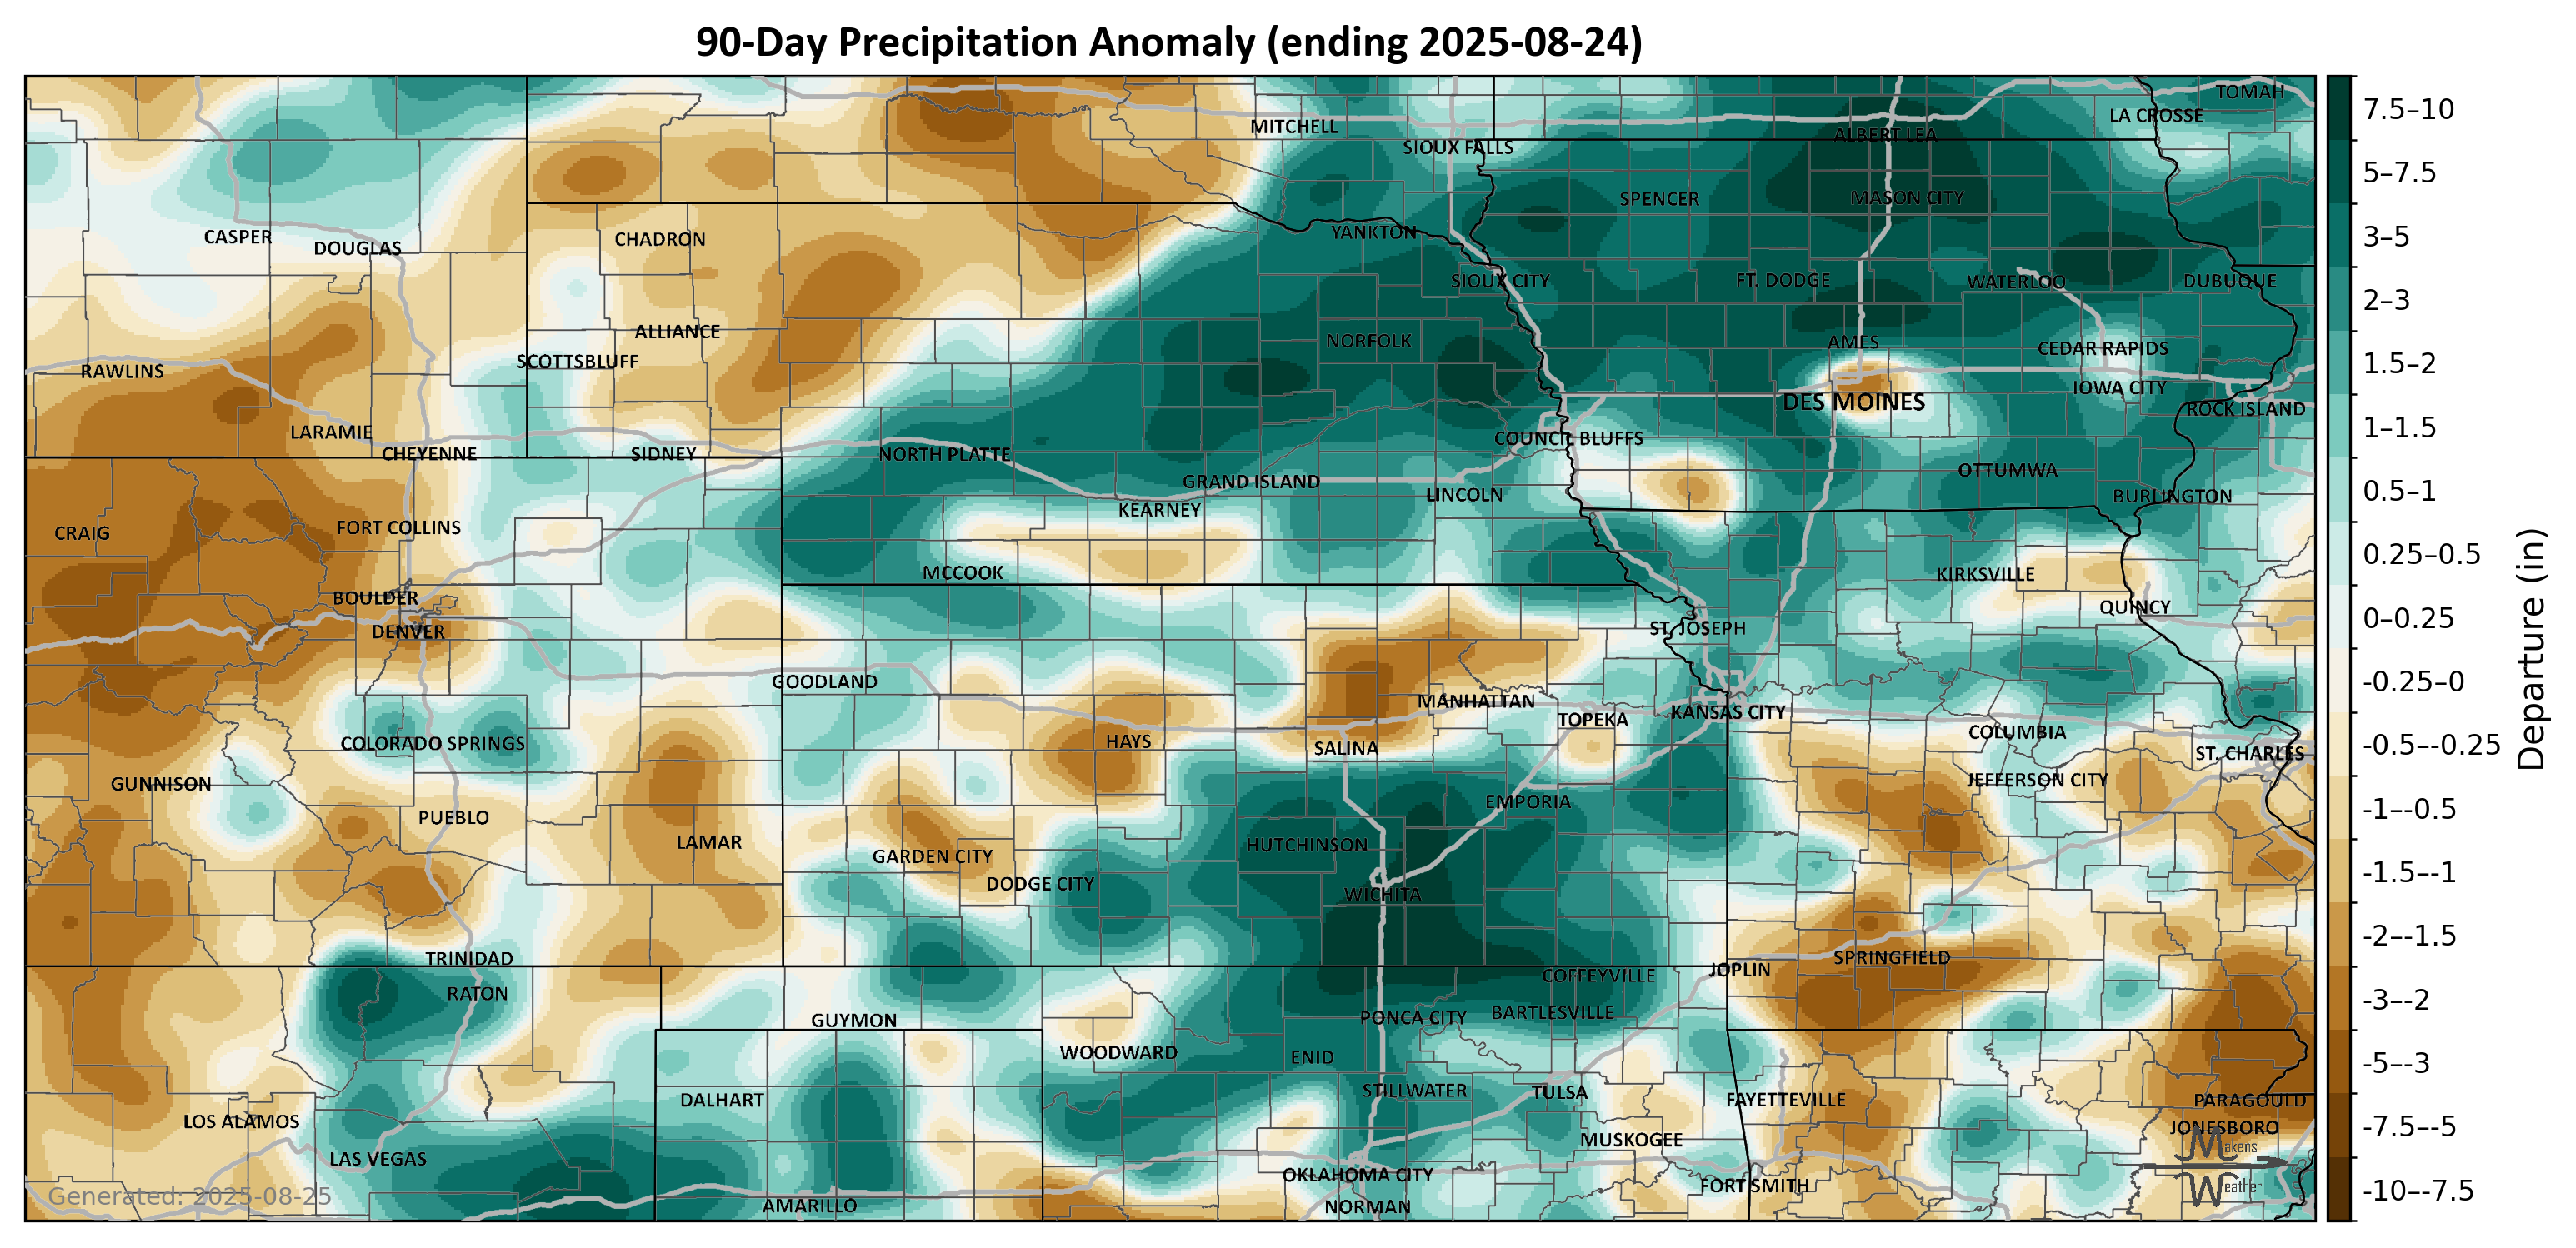 90-Day Precipitation Anomaly (ending 2025-08-24)
TOMAH
LA CROSSE
MITCHELL
ALBERT LEA
SIOUX FALLS
SPENCER
MASON CITY
YANKTON
CASPER
CHADRON
DOUGLAS
SIOUX CITY
FT. DODGE
WATERLOO
DUBUQUE
ALLIANCE
NORFOLK
AMES
CEDAR RAPIDS
SCOTTSBLUFF
RAWLINS
IOWA CITY
DES MOINES
ROCK ISLAND
LARAMIE
COUNCIL BLUFFS
CHEYENNE
SIDNEY
NORTH PLATTE
OTTUMWA
GRAND ISLAND
LINCOLN
BURLINGTON
KEARNEY
CRAIG
FORT COLLINS
MCCOOK
KIRKSVILLE
BOULDER
QUINCY
DENVER
ST. JOSEPH
GOODLAND
MANHATTAN
KANSAS CITY
TOPEKA
COLUMBIA
COLORADO SPRINGS
HAYS
SALINA
ST. CHARLES
GUNNISON
JEFFERSON CITY
EMPORIA
PUEBLO
LAMAR
HUTCHINSON
GARDEN CITY
DODGE CITY
WICHITA
TRINIDAD
SPRINGFIELD
JOPLIN
COFFEYVILLE
RATON
BARTLESVILLE
PONCA CITY
GUYMON
WOODWARD
ENID
STILLWATER
TULSA
DALHART
FAYETTEVILLE
PARAGOULD
LOS ALAMOS
JONESBORO
MUSKOGEE
LAS VEGAS
OKLAHOMA CITY
FORT SMITH
AMARILLO
NORMAN
Generated: 2025-08-25
Makens
Weather
7.5–10
5–7.5
3–5
2–3
1.5–2
1–1.5
0.5–1
0.25–0.5
0–0.25
-0.25–0
-0.5–-0.25
-1–-0.5
-1.5–-1
-2–-1.5
-3–-2
-5–-3
-7.5–-5
-10–-7.5
Departure (in)